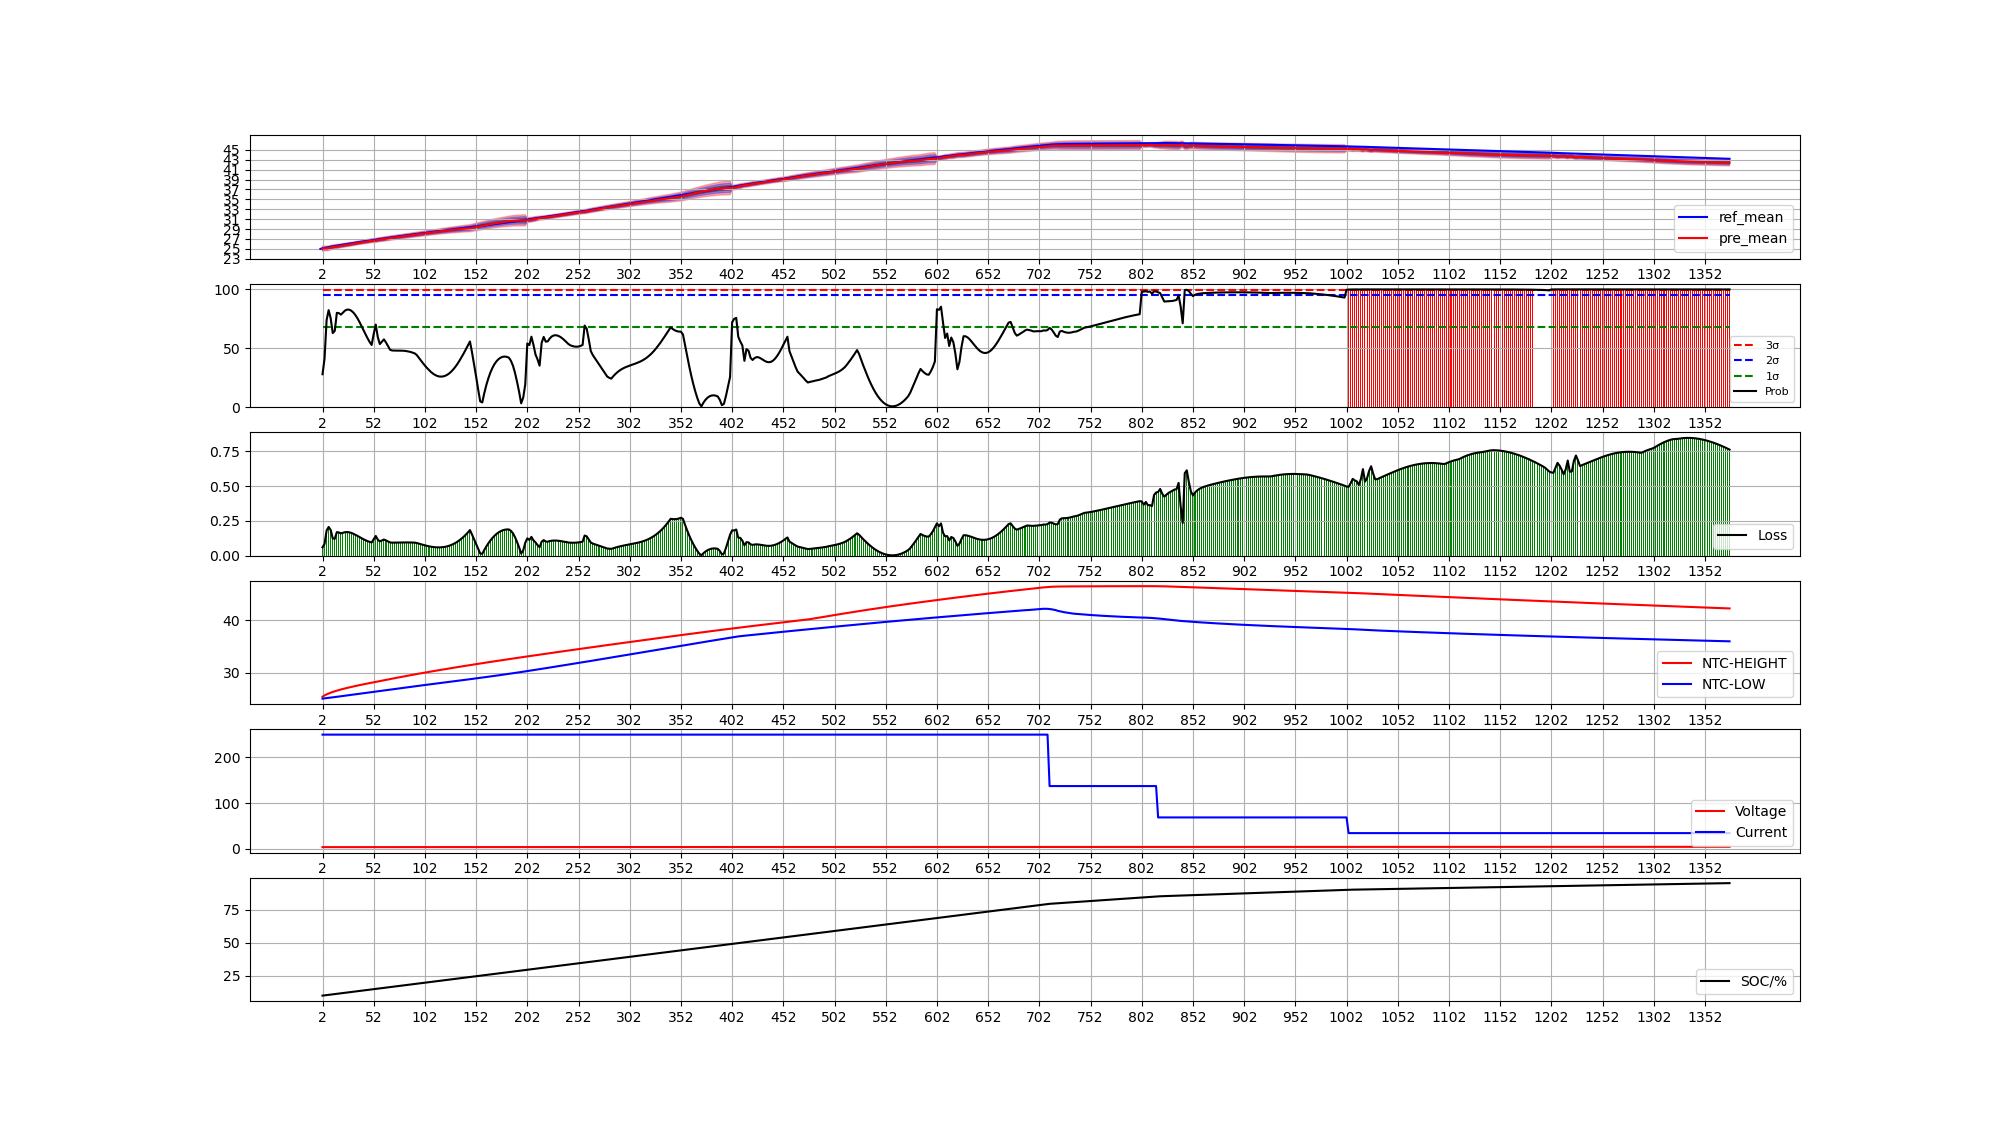 45
43
41
39
37
35
33
31
29
27
25
23
ref_mean
pre_mean
2 52 102 152 202 252 302 352 402 452 502 552 602 652 702 752 802 852 902 952 1002 1052 1102 1152 1202 1252 1302 1352
100
50
0
3σ
2σ
1σ
Prob
2 52 102 152 202 252 302 352 402 452 502 552 602 652 702 752 802 852 902 952 1002 1052 1102 1152 1202 1252 1302 1352
0.75
0.50
0.25
0.00
Loss
2 52 102 152 202 252 302 352 402 452 502 552 602 652 702 752 802 852 902 952 1002 1052 1102 1152 1202 1252 1302 1352
40
30
NTC-HEIGHT
NTC-LOW
2 52 102 152 202 252 302 352 402 452 502 552 602 652 702 752 802 852 902 952 1002 1052 1102 1152 1202 1252 1302 1352
200
100
0
Voltage
Current
2 52 102 152 202 252 302 352 402 452 502 552 602 652 702 752 802 852 902 952 1002 1052 1102 1152 1202 1252 1302 1352
75
50
25
SOC/%
2 52 102 152 202 252 302 352 402 452 502 552 602 652 702 752 802 852 902 952 1002 1052 1102 1152 1202 1252 1302 1352